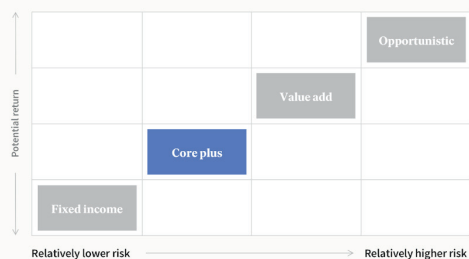 Opportunistic
Value add
Core plus
Fixed income
Potential return
Relatively lower risk
Relatively higher risk